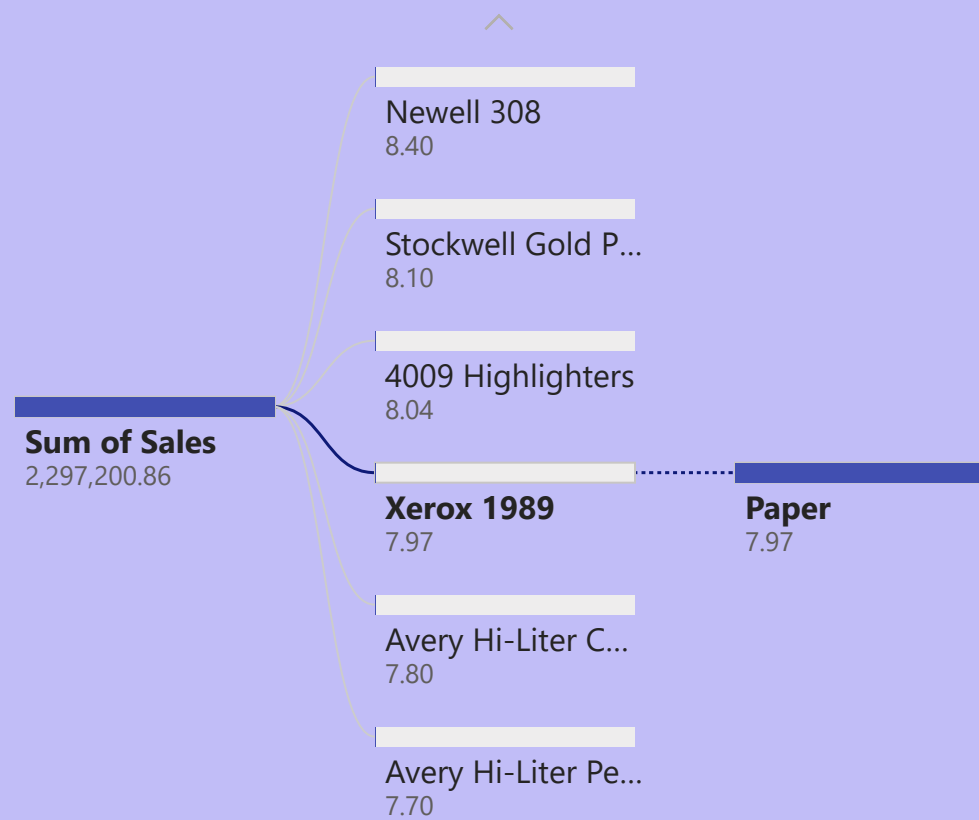 Newell 308
8.40
Stockwell Gold P...
8.10
4009 Highlighters
8.04
Sum of Sales
2,297,200.86
Xerox 1989
7.97
Paper
7.97
Avery Hi-Liter C...
7.80
Avery Hi-Liter Pe...
7.70